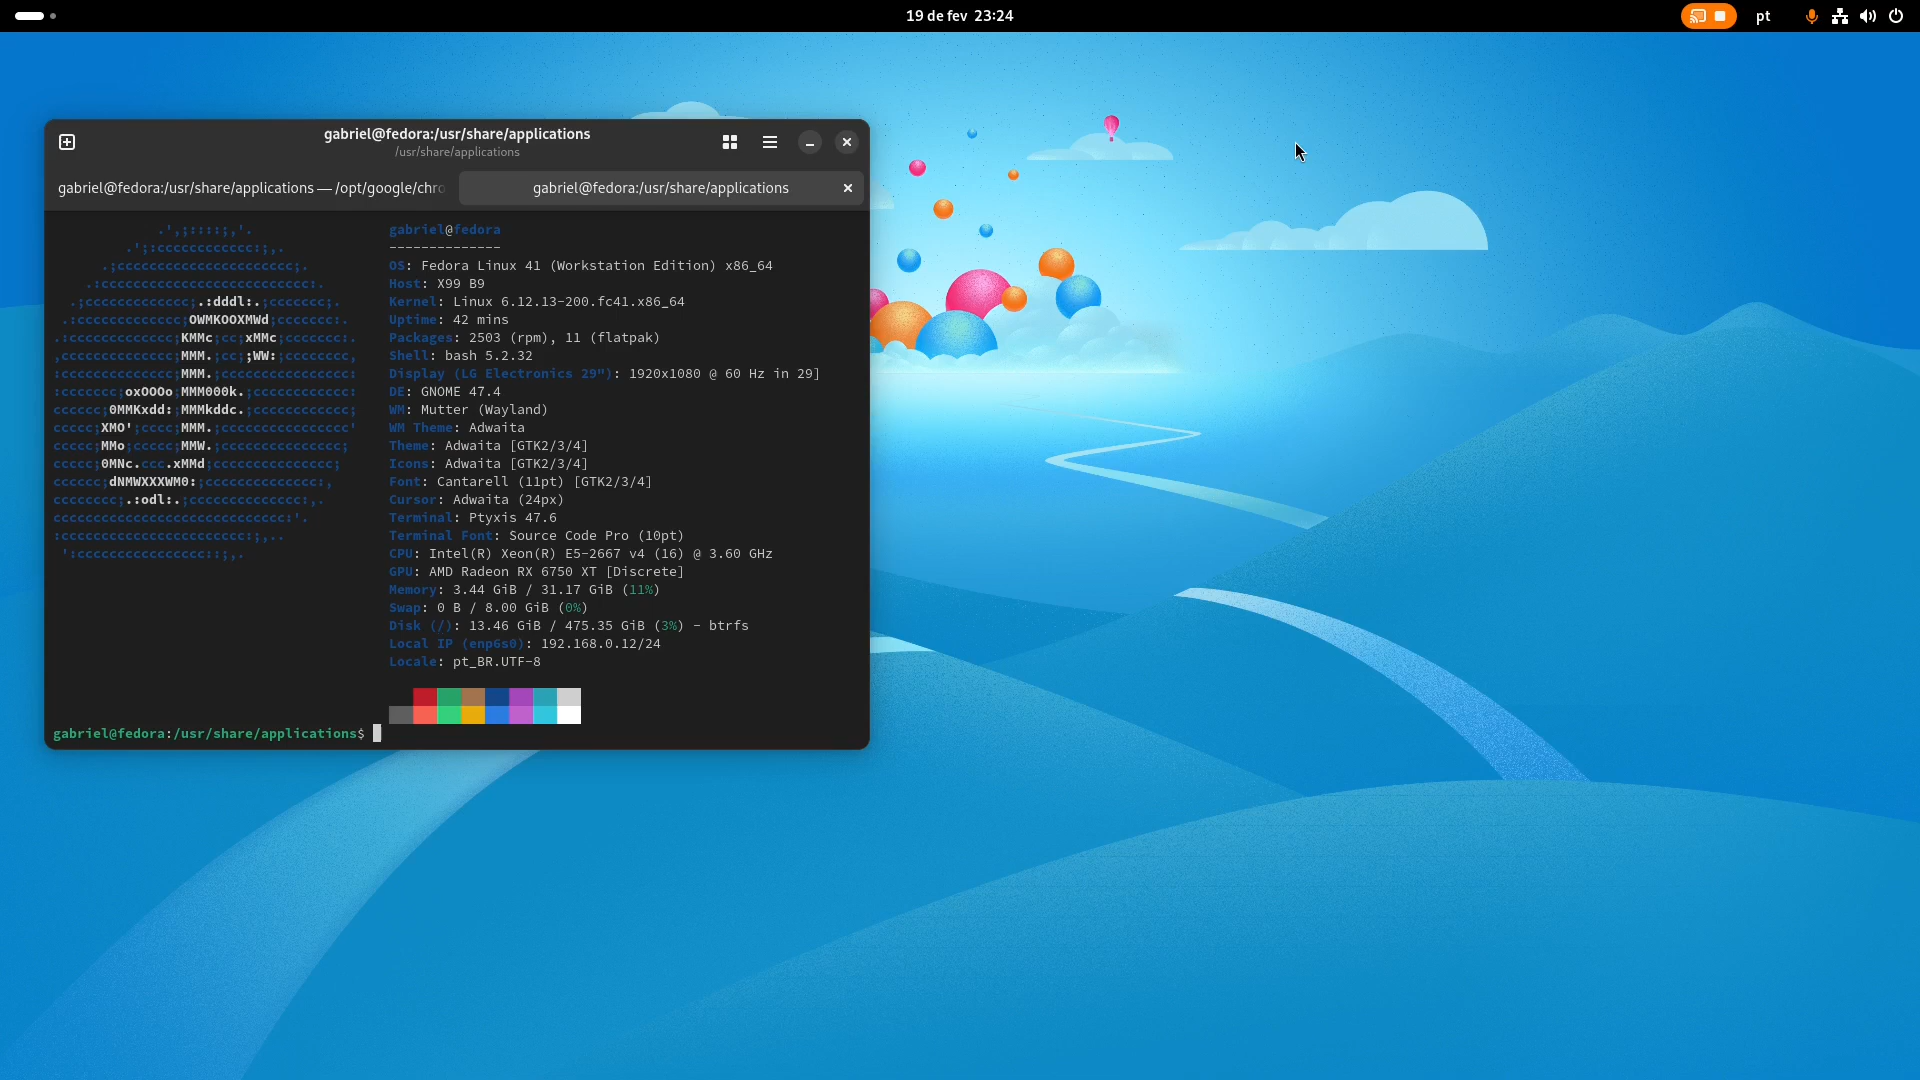 19 de fev 23:24
pt
gabriel@fedora:/usr/share/applications
/usr/share/applications
gabriel@fedora:/usr/share/applications — /opt/google/chro
gabriel@fedora:/usr/share/applications
gabriel@fedora
--------------
OS: Fedora Linux 41 (Workstation Edition) x86_64
Host: X99 B9
Kernel: Linux 6.12.13-200.fc41.x86_64
Uptime: 42 mins
Packages: 2503 (rpm), 11 (flatpak)
Shell: bash 5.2.32
Display (LG Electronics 29"): 1920x1080 @ 60 Hz in 29]
DE: GNOME 47.4
WM: Mutter (Wayland)
WM Theme: Adwaita
Theme: Adwaita [GTK2/3/4]
Icons: Adwaita [GTK2/3/4]
Font: Cantarell (11pt) [GTK2/3/4]
Cursor: Adwaita (24px)
Terminal: Ptyxis 47.6
Terminal Font: Source Code Pro (10pt)
CPU: Intel(R) Xeon(R) E5-2667 v4 (16) @ 3.60 GHz
GPU: AMD Radeon RX 6750 XT [Discrete]
Memory: 3.44 GiB / 31.17 GiB (11%)
Swap: 0 B / 8.00 GiB (0%)
Disk (/): 13.46 GiB / 475.35 GiB (3%) - btrfs
Local IP (enp6s0): 192.168.0.12/24
Locale: pt_BR.UTF-8
gabriel@fedora:/usr/share/applications$